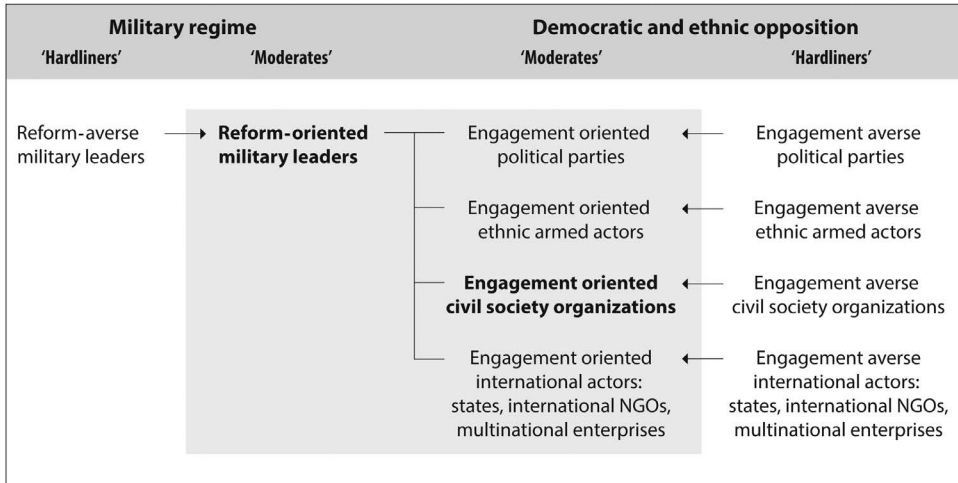 Military regime
Democratic and ethnic opposition
‘Hardliners’
‘Moderates’
‘Moderates’
‘Hardliners’
Reform-averse
military leaders
Reform-oriented
military leaders
Engagement oriented
political parties
Engagement averse
political parties
Engagement oriented
ethnic armed actors
Engagement averse
ethnic armed actors
Engagement oriented
civil society organizations
Engagement averse
civil society organizations
Engagement oriented
international actors:
states, international NGOs,
multinational enterprises
Engagement averse
international actors:
states, international NGOs,
multinational enterprises